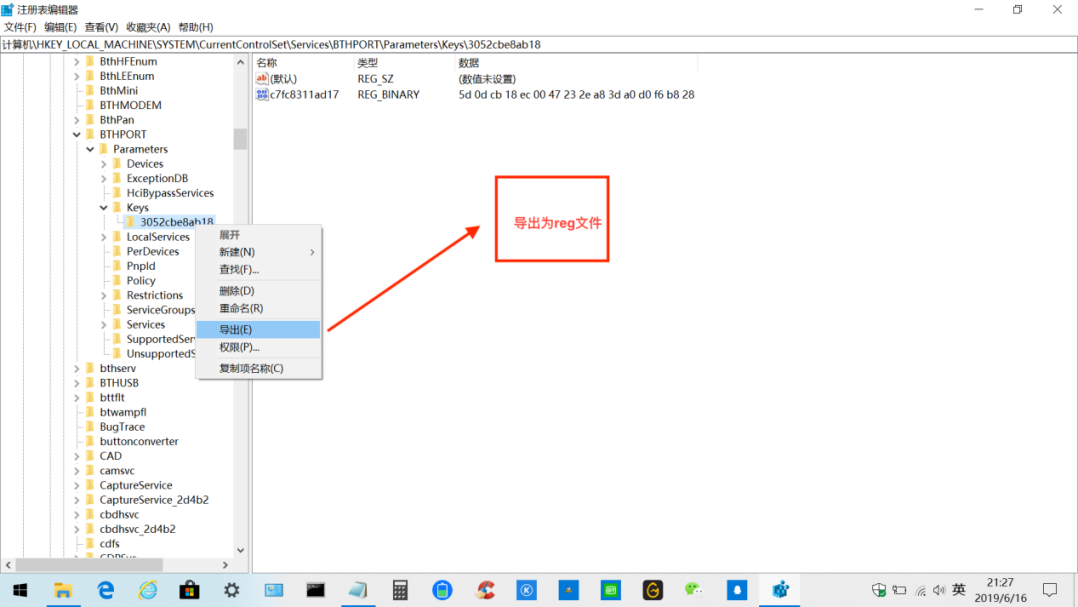 注册表编辑器
文件(F) 编辑(E) 查看(V) 收藏夹(A) 帮助(H)
计算机\HKEY_LOCAL_MACHINE\SYSTEM\CurrentControlSet\Services\BTHPORT\Parameters\Keys\3052cbe8ab18
BthHFEnum
BthLEEnum
BthMini
BTHMODEM
BthPan
BTHPORT
Parameters
Devices
ExceptionDB
HciBypassServices
Keys
3052cbe8ab18
LocalServices
PerDevices
PnpId
Policy
Restrictions
ServiceGroups
Services
SupportedSer
UnsupportedS
bthserv
BTHUSB
bttflt
btwampfl
BugTrace
buttonconverter
CAD
camsvc
CaptureService
CaptureService_2d4b2
cbdhsvc
cbdhsvc_2d4b2
cdfs
名称 类型 数据
(默认) REG_SZ (数值未设置)
c7fc8311ad17 REG_BINARY 5d 0d cb 18 ec 00 47 23 2e a8 3d a0 d0 f6 b8 28
展开
新建(N)
查找(F)...
删除(D)
重命名(R)
导出(E)
权限(P)...
复制项名称(C)
导出为reg文件
英
21:27
2019/6/16